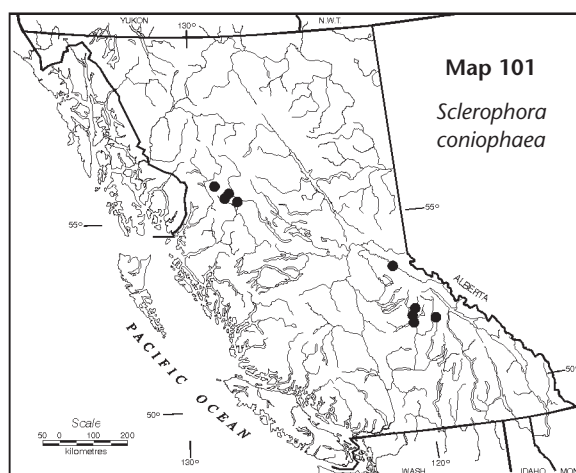 YUKON
130°
N.W.T.
Map 101
Sclerophora
coniophaea
55°
55°
ALBERTA
PACIFIC OCEAN
50°
50°
Scale
50 0 100 200
kilometres
130°
120°
WASH
IDAHO
MON